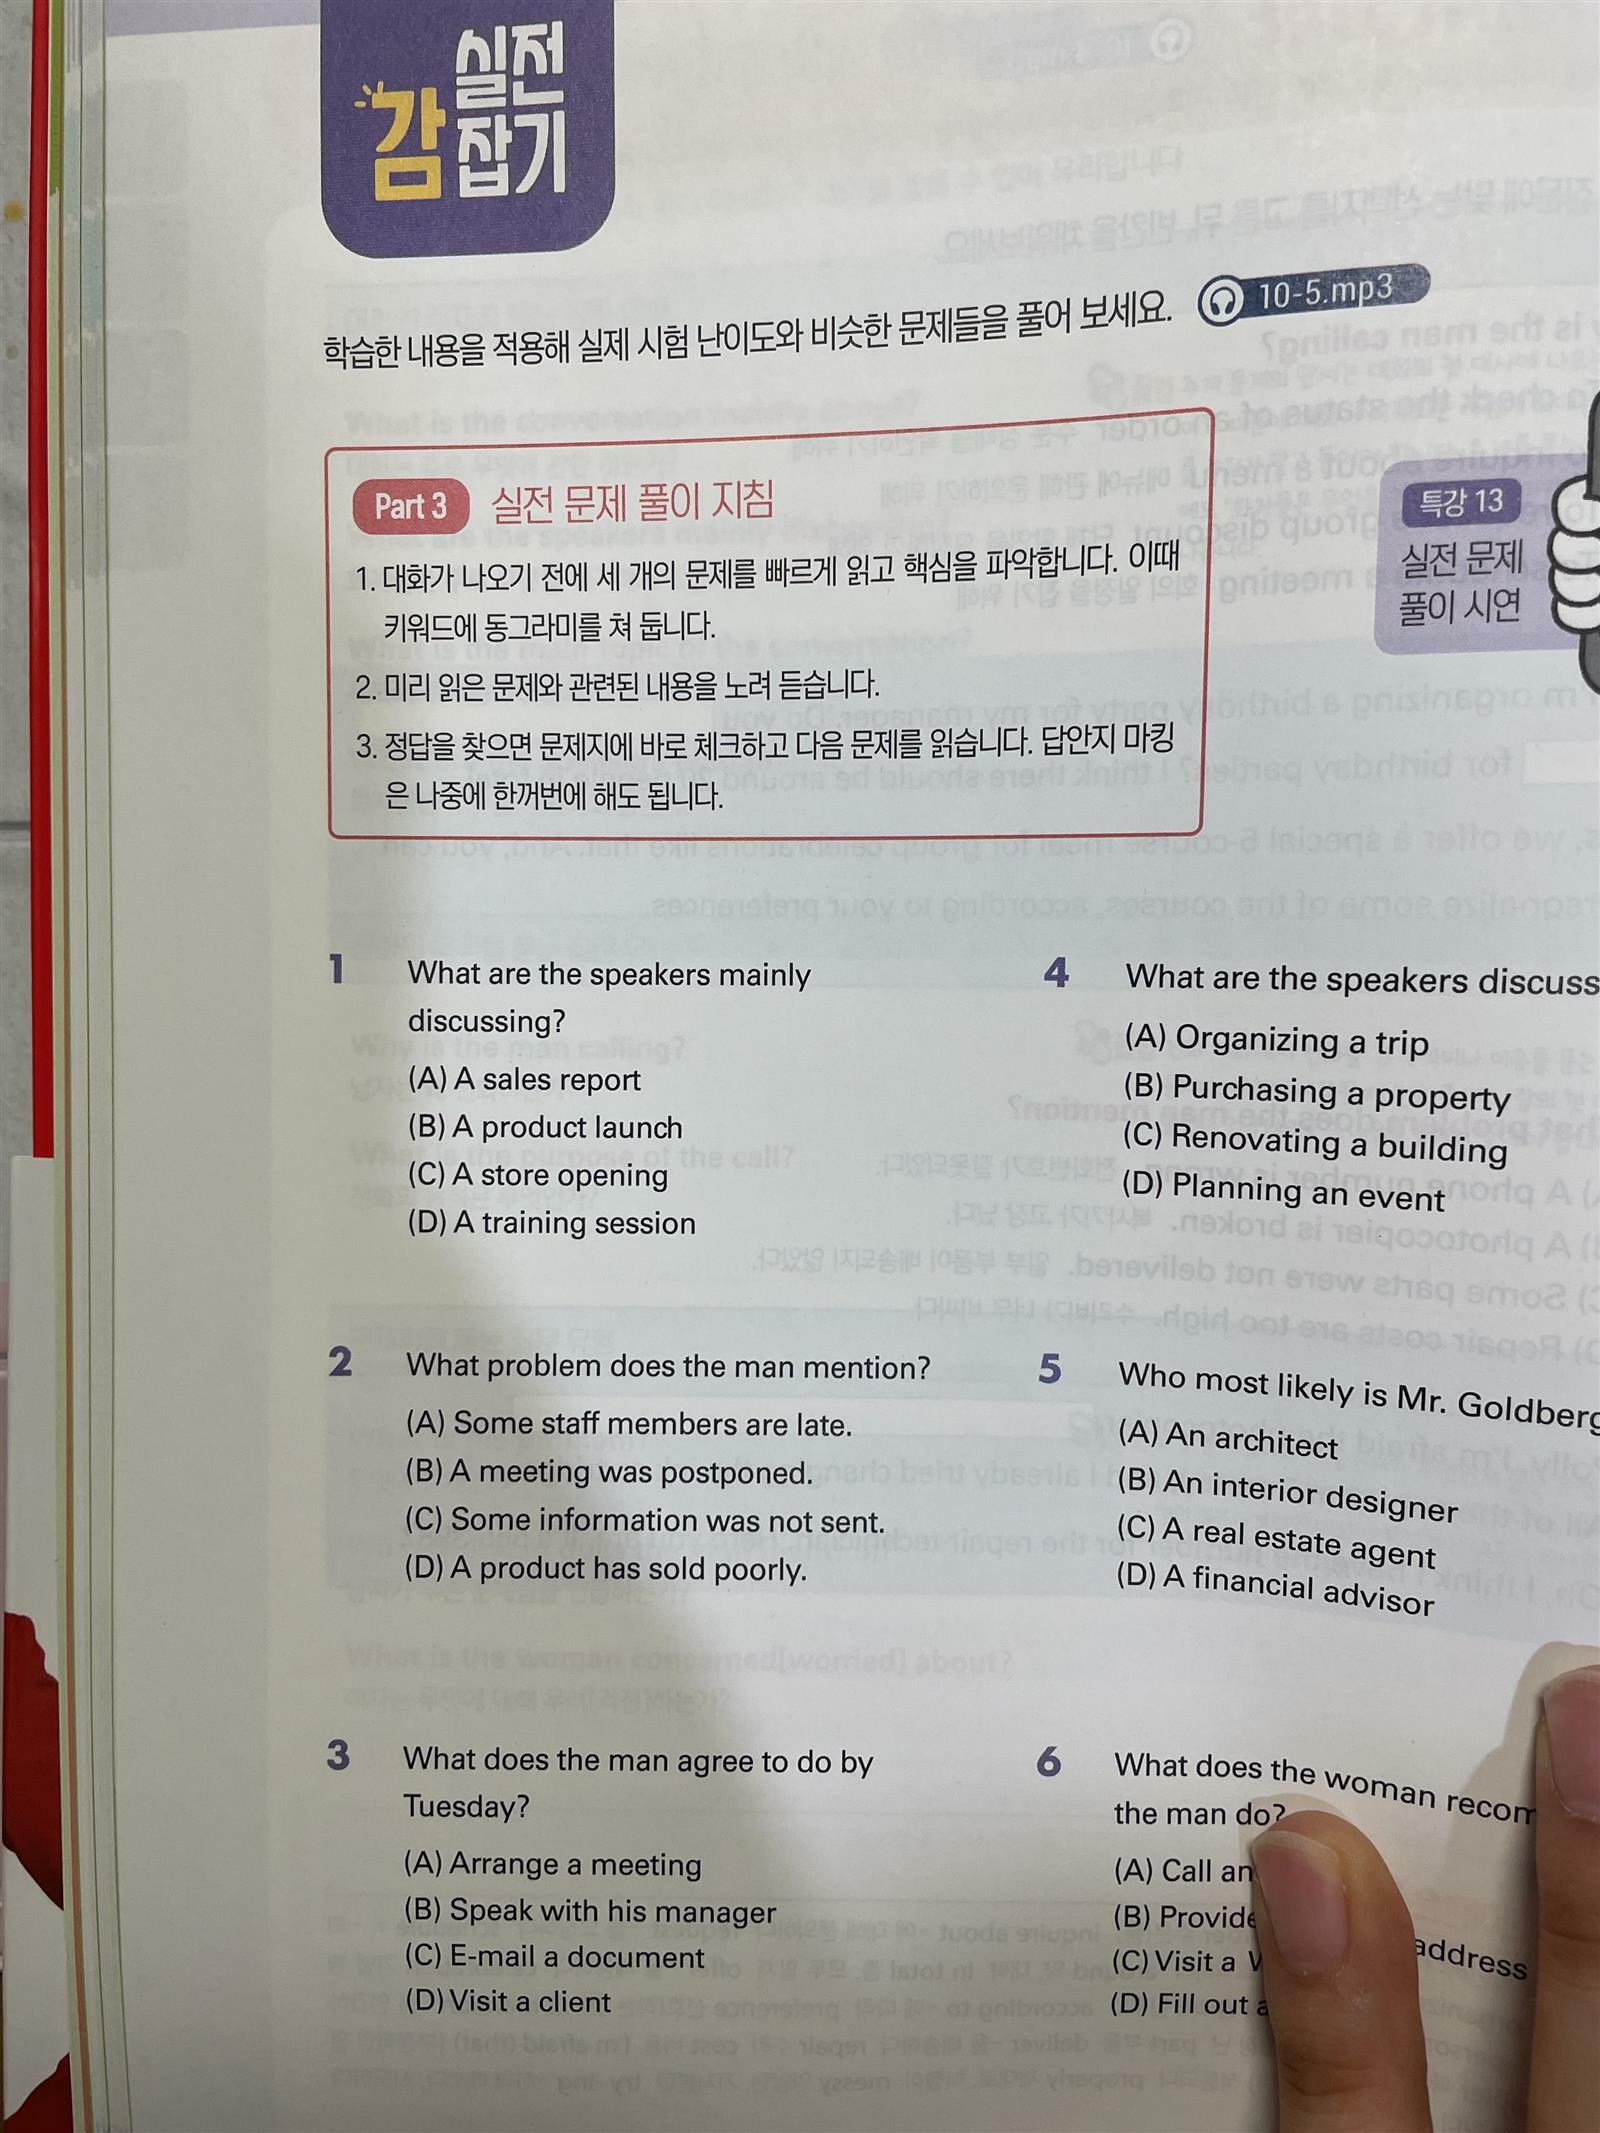 실전
감 잡기
학습한 내용을 적용해 실제 시험 난이도와 비슷한 문제들을 풀어 보세요. 10-5.mp3
Part 3 실전 문제 풀이 지침
1. 대화가 나오기 전에 세 개의 문제를 빠르게 읽고 핵심을 파악합니다. 이때
키워드에 동그라미를 쳐 둡니다.
2. 미리 읽은 문제와 관련된 내용을 노려 듣습니다.
3. 정답을 찾으면 문제지에 바로 체크하고 다음 문제를 읽습니다. 답안지 마킹
은 나중에 한꺼번에 해도 됩니다.
특강 13
실전 문제
풀이 시연
1 What are the speakers mainly
discussing?
(A) A sales report
(B) A product launch
(C) A store opening
(D) A training session
2 What problem does the man mention?
(A) Some staff members are late.
(B) A meeting was postponed.
(C) Some information was not sent.
(D) A product has sold poorly.
3 What does the man agree to do by
Tuesday?
(A) Arrange a meeting
(B) Speak with his manager
(C) E-mail a document
(D) Visit a client
4 What are the speakers discuss
(A) Organizing a trip
(B) Purchasing a property
(C) Renovating a building
(D) Planning an event
5 Who most likely is Mr. Goldberg
(A) An architect
(B) An interior designer
(C) A real estate agent
(D) A financial advisor
6 What does the woman recom
the man do?
(A) Call an
(B) Provide
address
(C) Visit a
(D) Fill out a